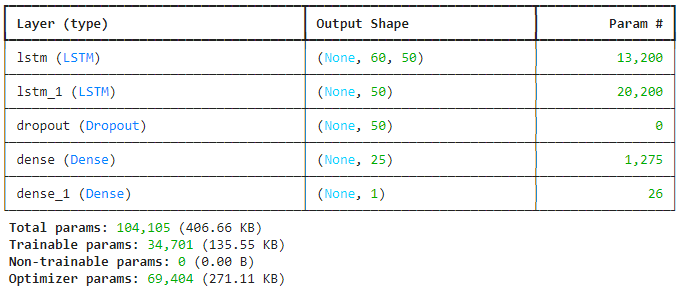 Layer (type) Output Shape Param #
lstm (LSTM) (None, 60, 50) 13,200
lstm_1 (LSTM) (None, 50) 20,200
dropout (Dropout) (None, 50) 0
dense (Dense) (None, 25) 1,275
dense_1 (Dense) (None, 1) 26
Total params: 104,105 (406.66 KB)
Trainable params: 34,701 (135.55 KB)
Non-trainable params: 0 (0.00 B)
Optimizer params: 69,404 (271.11 KB)